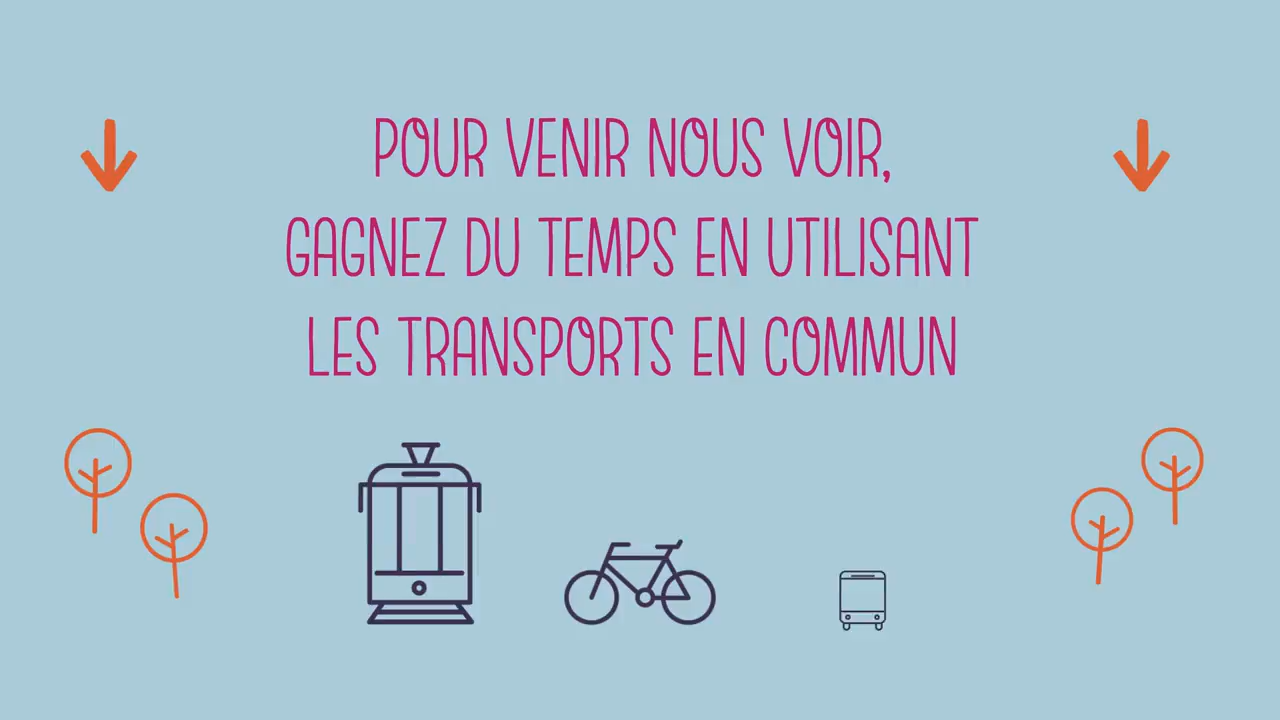 POUR VENIR NOUS VOIR,
GAGNEZ DU TEMPS EN UTILISANT
LES TRANSPORTS EN COMMUN